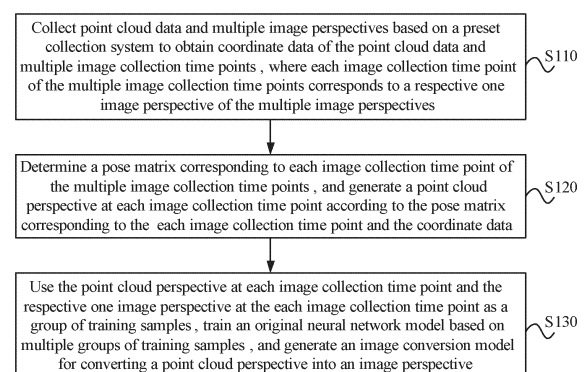 Collect point cloud data and multiple image perspectives based on a preset
collection system to obtain coordinate data of the point cloud data and
multiple image collection time points , where each image collection time point
of the multiple image collection time points corresponds to a respective one
image perspective of the multiple image perspectives
S110
Determine a pose matrix corresponding to each image collection time point of
the multiple image collection time points , and generate a point cloud
perspective at each image collection time point according to the pose matrix
corresponding to the each image collection time point and the coordinate data
S120
Use the point cloud perspective at each image collection time point and the
respective one image perspective at the each image collection time point as a
group of training samples , train an original neural network model based on
multiple groups of training samples , and generate an image conversion model
for converting a point cloud perspective into an image perspective
S130